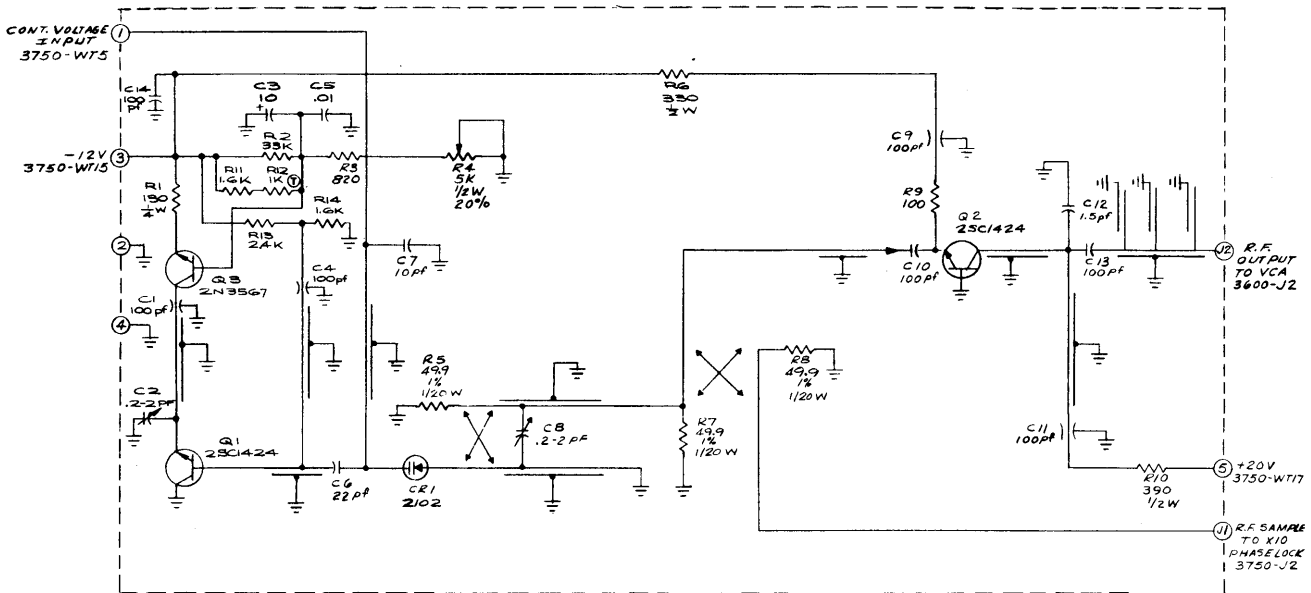 CONT. VOLTAGE
INPUT
3750-WT5
1
C14
100
pf
C3
10
+
C5
.01
R6
330
1/2 W
-12V
3750-WT15
3
R2
33K
R11
1.6K
R12
1K
T
R3
820
R4
5K
1/2W
20%
R1
150
1/4 W
R14
1.6K
R13
2.4K
C9
100pf
R9
100
Q2
2SC1424
C12
1.5pf
2
Q3
2N3567
C7
10pf
C4
100pf
C10
100pf
C13
100pf
J2
R.F.
OUTPUT
TO VCA
3600-J2
C1
100pf
4
R5
49.9
1%
1/20 W
R8
49.9
1%
1/20W
C2
.2-2 pf
C8
.2-2 pf
R7
49.9
1%
1/20 W
C11
100pf
Q1
2SC1424
C6
22pf
CR1
2102
R10
390
1/2W
5
+20V
3750-WT17
J1
R.F. SAMPLE
TO X10
PHASELOCK
3750-J2